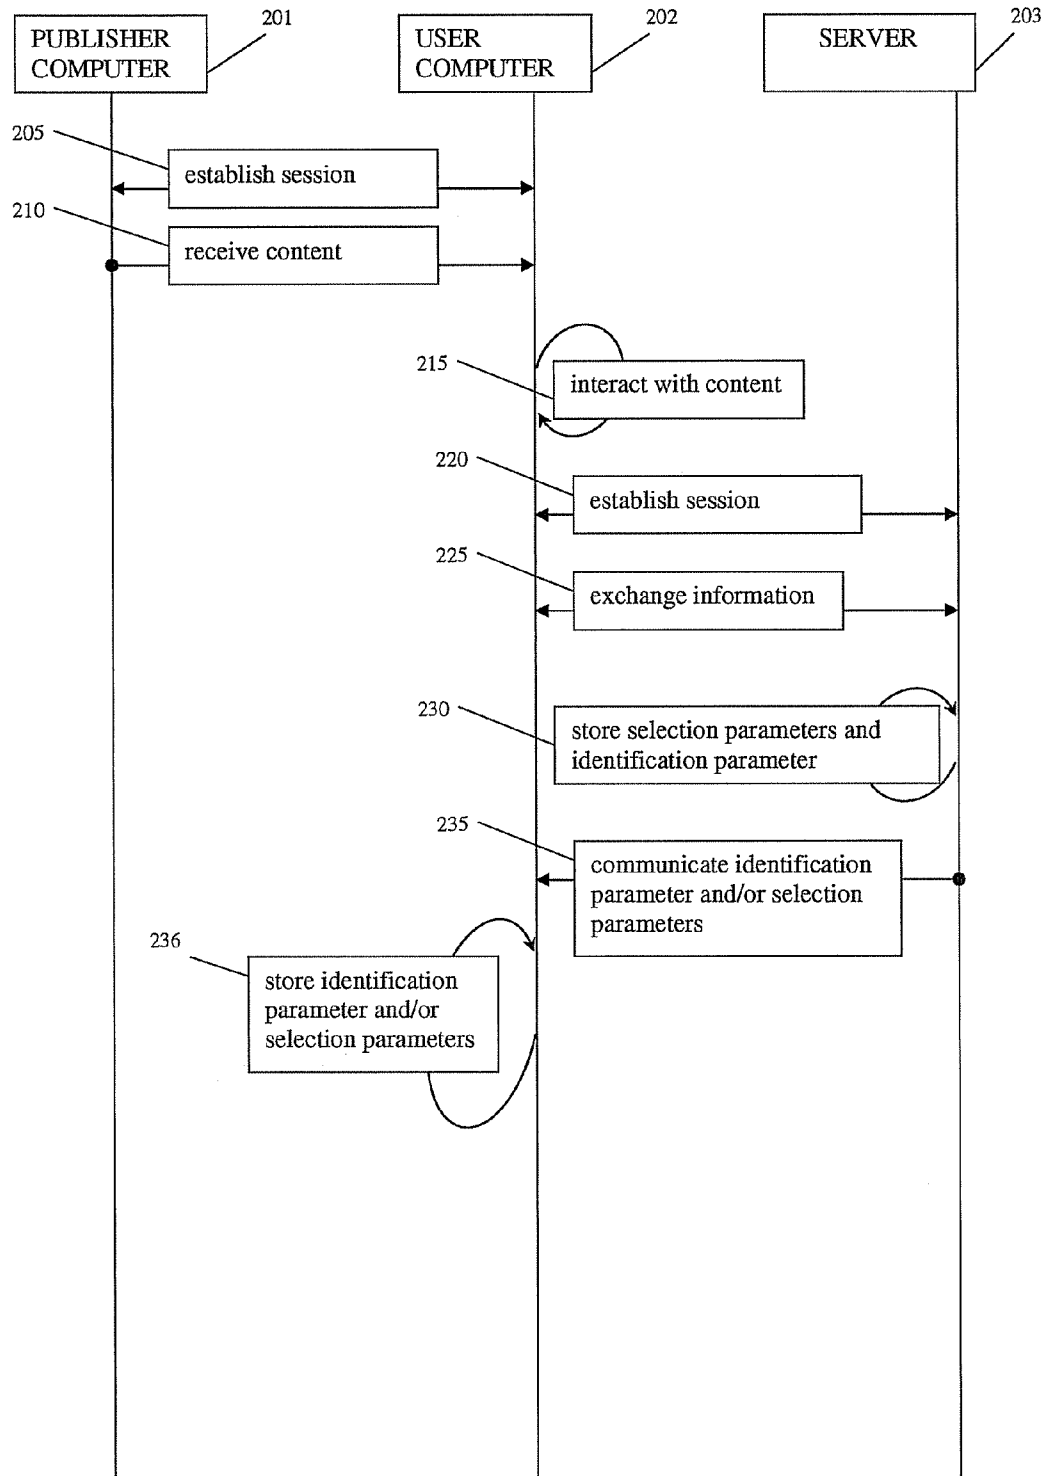 201
202
203
PUBLISHER
COMPUTER
USER
COMPUTER
SERVER
205
establish session
210
receive content
215
interact with content
220
establish session
225
exchange information
230
store selection parameters and
identification parameter
235
communicate identification
parameter and/or selection
parameters
236
store identification
parameter and/or
selection parameters